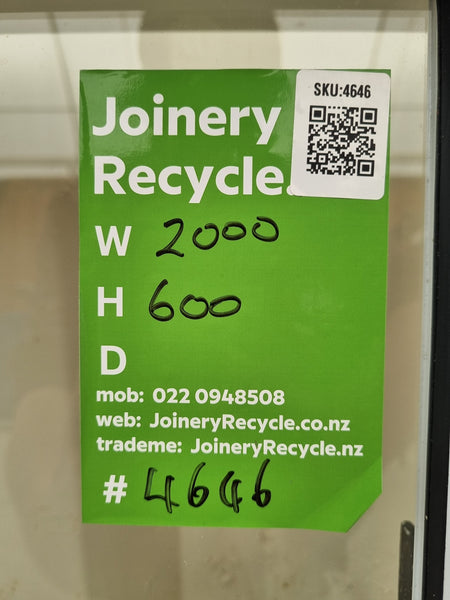 SKU:4646
Joinery
Recycle.
W 2000
H 600
D
mob: 022 0948508
web: JoineryRecycle.co.nz
trademe: JoineryRecycle.nz
# 4646